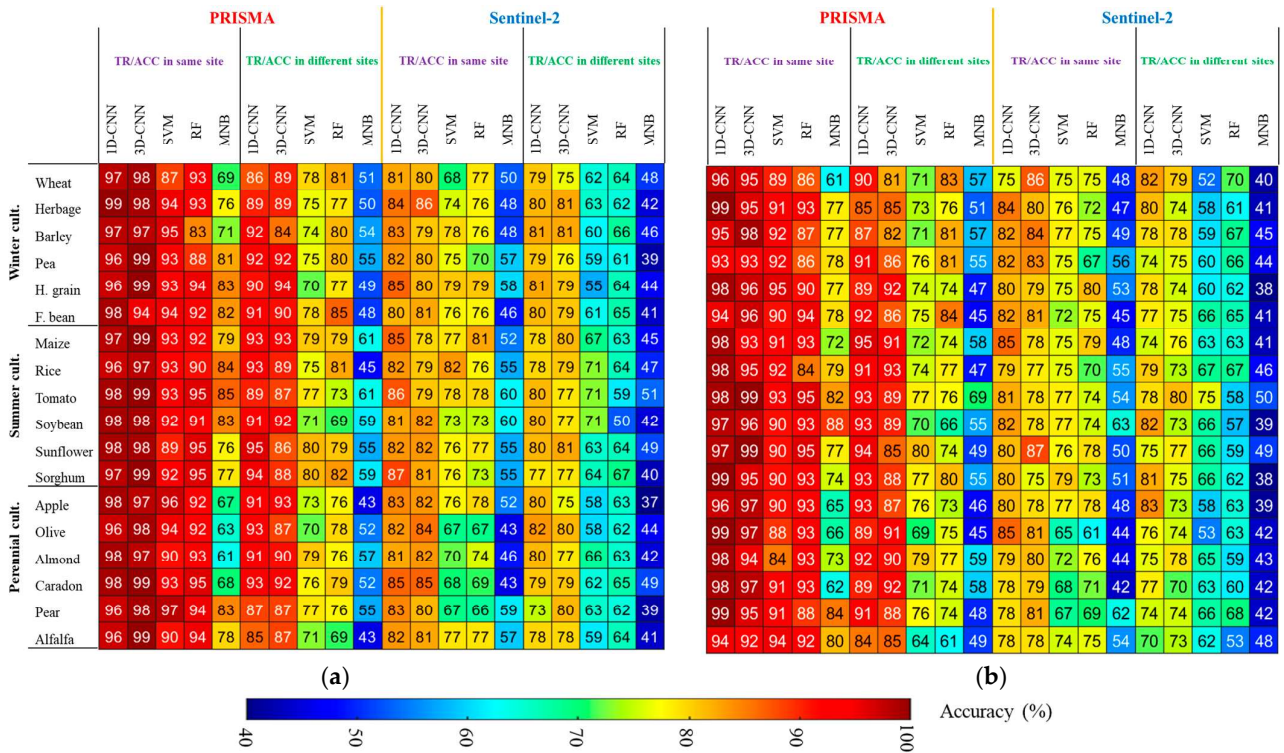 PRISMA Sentinel-2 PRISMA Sentinel-2
TR/ACC in same site TR/ACC in different sites TR/ACC in same site TR/ACC in different sites TR/ACC in same site TR/ACC in different sites TR/ACC in same site TR/ACC in different sites
1D-CNN 3D-CNN SVM RF MNB 1D-CNN 3D-CNN SVM RF MNB 1D-CNN 3D-CNN SVM RF MNB 1D-CNN 3D-CNN SVM RF MNB 1D-CNN 3D-CNN SVM RF MNB 1D-CNN 3D-CNN SVM RF MNB 1D-CNN 3D-CNN SVM RF MNB 1D-CNN 3D-CNN SVM RF MNB
Winter cult.
Wheat 97 98 87 93 69 86 89 78 81 51 81 80 68 77 50 79 75 62 64 48 96 95 89 86 61 90 81 71 83 57 75 86 75 75 48 82 79 52 70 40
Herbage 99 98 94 93 76 89 89 75 77 50 84 86 74 76 48 80 81 63 62 42 99 95 91 93 77 85 85 73 76 51 84 80 76 72 47 80 74 58 61 41
Barley 97 97 95 83 71 92 84 74 80 54 83 79 78 76 48 81 81 60 66 46 95 98 92 87 77 87 82 71 81 57 82 84 77 75 49 82 78 59 67 45
Pea 96 99 93 88 81 92 92 75 80 55 82 80 75 70 57 79 76 59 61 39 93 93 92 86 78 91 86 76 81 55 82 83 75 67 56 74 75 60 66 44
H. grain 96 99 93 94 83 90 94 70 77 49 85 80 79 79 58 81 79 55 64 44 98 96 95 90 77 89 92 74 74 47 80 79 75 80 53 78 74 60 62 38
F. bean 98 94 94 92 82 91 90 78 85 48 80 81 76 76 46 80 79 61 65 41 94 96 90 94 78 92 86 75 84 45 82 81 72 75 45 77 75 66 65 41
Summer cult.
Maize 97 99 93 92 79 93 93 79 79 61 85 78 77 81 52 78 80 67 63 45 98 93 91 93 72 95 91 72 74 58 85 78 75 79 48 74 76 63 63 41
Rice 97 97 93 90 84 93 89 75 81 45 82 79 82 76 55 78 79 71 64 47 98 95 92 84 79 91 93 74 77 47 79 77 75 70 55 79 73 67 67 46
Tomato 96 99 93 95 85 89 87 77 73 61 86 79 78 78 60 82 77 71 59 51 98 99 93 95 82 93 89 77 76 69 81 78 77 74 54 78 80 75 58 50
Soybean 98 98 92 91 83 91 92 71 69 59 81 82 73 73 60 80 77 71 50 42 97 96 90 93 88 93 89 70 66 55 82 78 77 74 63 82 73 66 57 39
Sunflower 98 98 89 95 76 95 86 80 79 55 82 82 76 77 55 80 81 63 64 49 97 99 95 90 77 94 85 80 74 49 80 87 76 78 50 75 77 66 59 49
Sorghum 97 99 92 95 77 94 88 80 82 59 87 81 76 73 55 77 77 64 67 40 99 95 90 93 74 93 88 77 80 55 80 75 79 73 51 81 75 66 62 38
Perennial cult.
Apple 98 97 96 92 67 91 93 73 76 43 83 82 76 78 52 80 75 58 63 37 96 97 90 93 65 93 87 76 73 46 80 78 77 78 48 83 73 58 63 39
Olive 96 98 94 92 63 93 87 70 78 52 82 84 67 67 43 82 80 58 62 44 99 97 88 93 66 89 91 69 75 45 85 81 65 61 44 76 74 53 63 42
Almond 98 97 90 93 61 91 90 79 76 57 81 82 70 74 46 80 77 66 63 42 98 94 84 93 73 92 90 79 77 59 80 78 72 76 44 75 78 65 59 43
Caradon 98 99 93 95 68 93 92 76 79 52 85 85 68 69 43 79 79 62 65 49 98 97 91 93 62 89 92 71 74 58 78 79 68 71 42 77 70 63 60 42
Pear 96 98 97 94 83 87 87 77 76 55 83 80 67 66 59 73 80 63 62 39 99 95 91 88 84 91 88 76 74 48 78 81 67 69 62 74 74 66 68 42
Alfalfa 96 99 90 94 78 85 87 71 69 43 82 81 77 77 57 78 78 59 64 41 94 92 94 92 80 84 85 64 61 49 78 78 74 75 54 70 73 62 53 48
(a) (b)
40 50 60 70 80 90 100 Accuracy (%)